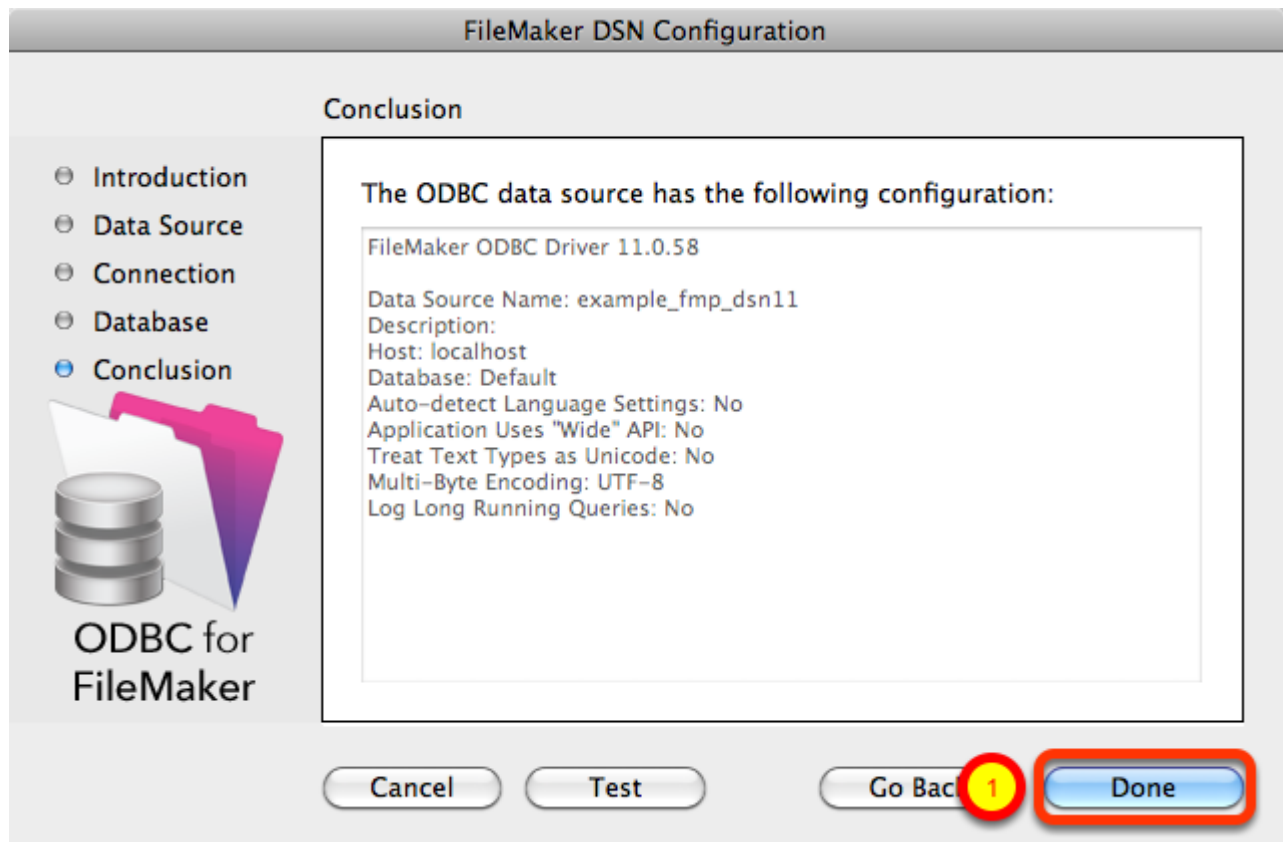 FileMaker DSN Configuration
Conclusion
Introduction
Data Source
Connection
Database
Conclusion
ODBC for
FileMaker
The ODBC data source has the following configuration:
FileMaker ODBC Driver 11.0.58
Data Source Name: example_fmp_dsn11
Description:
Host: localhost
Database: Default
Auto-detect Language Settings: No
Application Uses "Wide" API: No
Treat Text Types as Unicode: No
Multi-Byte Encoding: UTF-8
Log Long Running Queries: No
Cancel
Test
Go Bac
1
Done